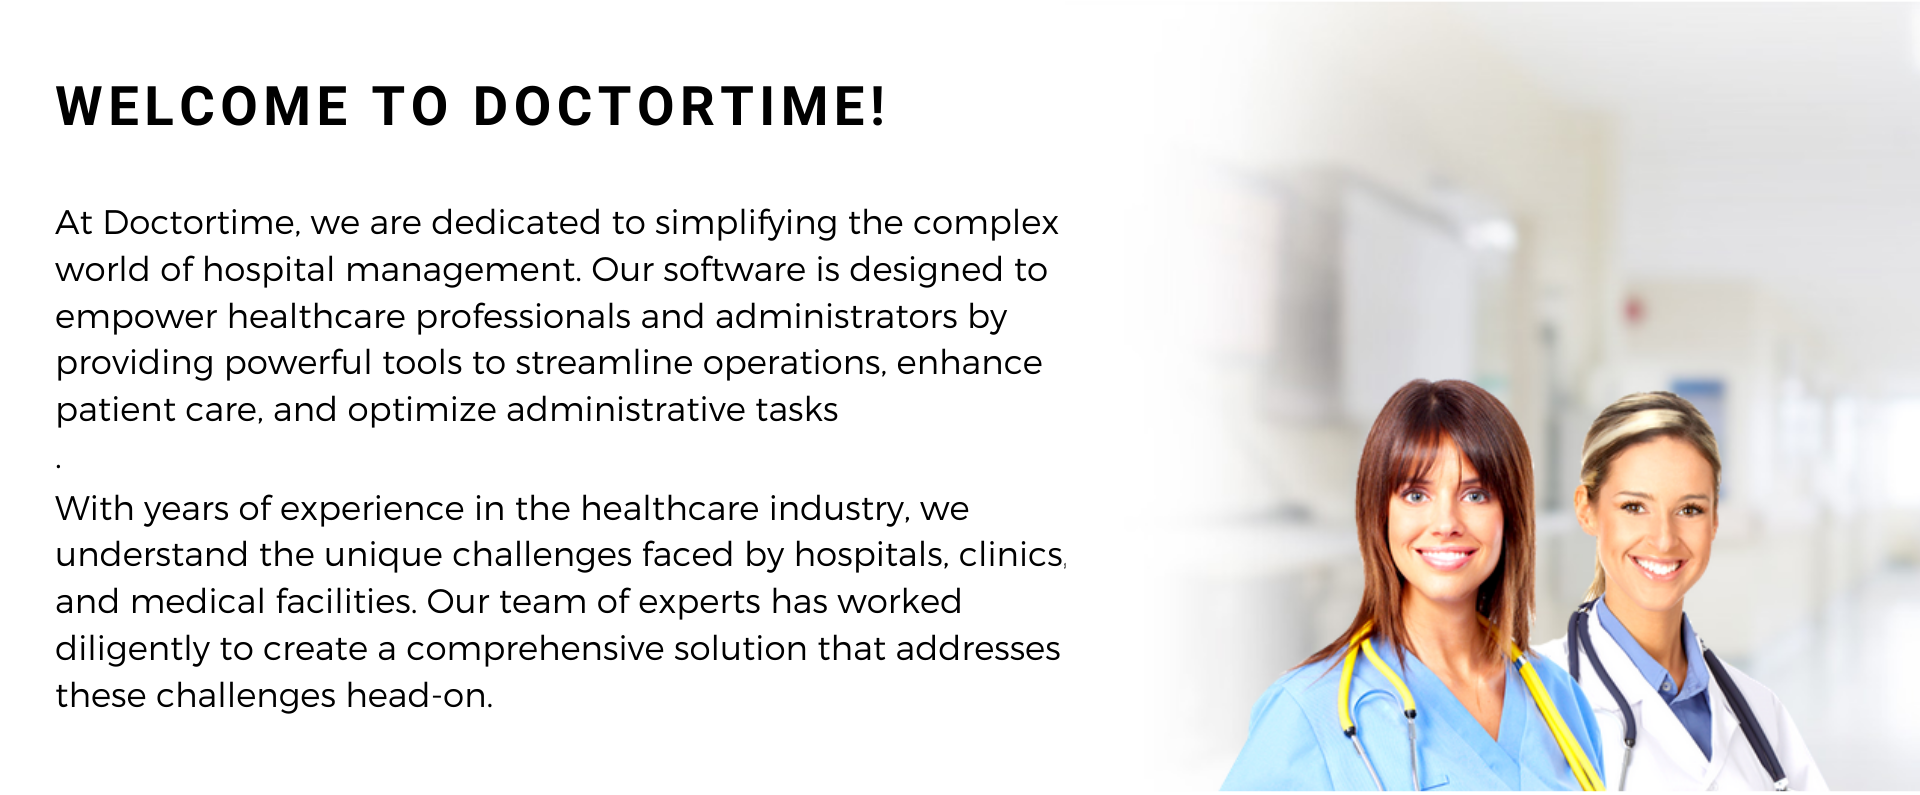 WELCOME TO DOCTORTIME!
At Doctortime, we are dedicated to simplifying the complex
world of hospital management. Our software is designed to
empower healthcare professionals and administrators by
providing powerful tools to streamline operations, enhance
patient care, and optimize administrative tasks
.
With years of experience in the healthcare industry, we
understand the unique challenges faced by hospitals, clinics,
and medical facilities. Our team of experts has worked
diligently to create a comprehensive solution that addresses
these challenges head-on.